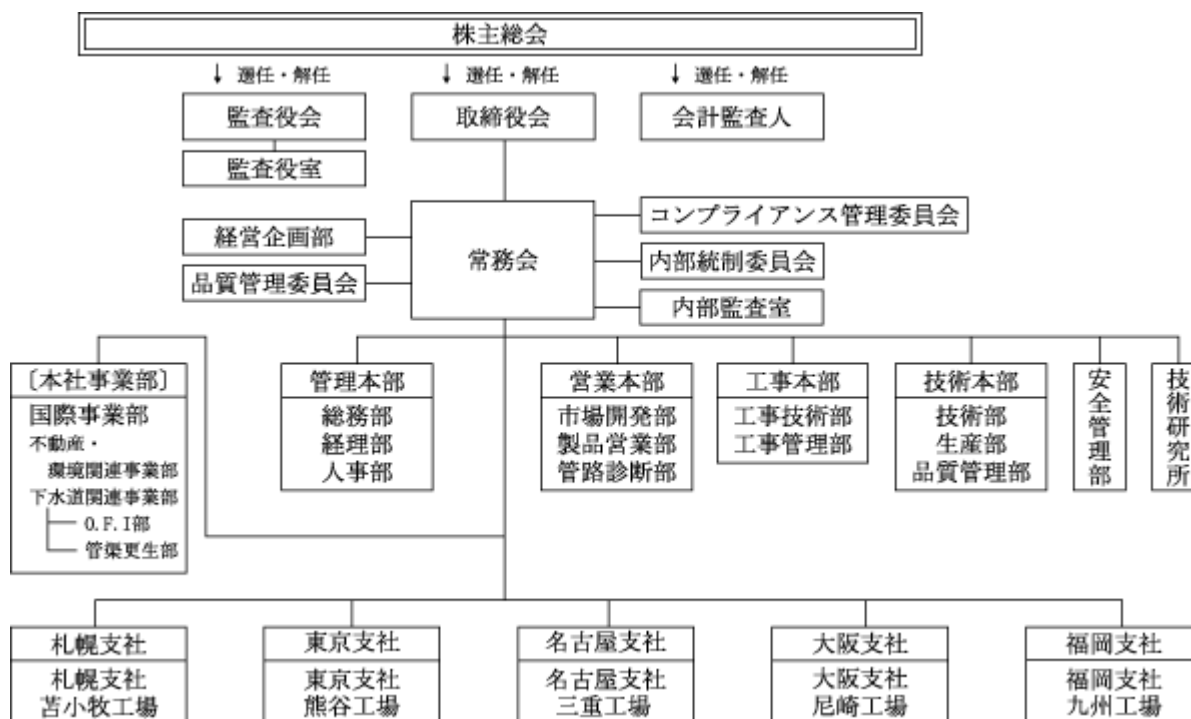 株主総会
↓ 選任・解任
↓ 選任・解任
↓ 選任・解任
監査役会
取締役会
会計監査人
監査役室
経営企画部
品質管理委員会
常務会
コンプライアンス管理委員会
内部統制委員会
内部監査室
〔本社事業部〕
国際事業部
不動産・
環境関連事業部
下水道関連事業部
O.F.I部
管渠更生部
管理本部
総務部
経理部
人事部
営業本部
市場開発部
製品営業部
管路診断部
工事本部
工事技術部
工事管理部
技術本部
技術部
生産部
品質管理部
安全管理部
技術研究所
札幌支社
札幌支社
苫小牧工場
東京支社
東京支社
熊谷工場
名古屋支社
名古屋支社
三重工場
大阪支社
大阪支社
尼崎工場
福岡支社
福岡支社
九州工場